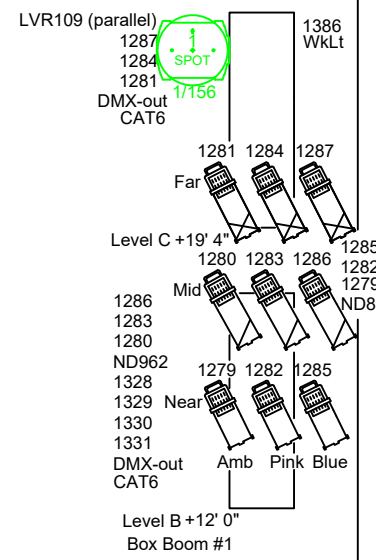 LVR109 (parallel)
1287
1284
1281
DMX-out
CAT6
1
SPOT
1/156
1386
WkLt
1281 1284 1287
Far
Level C +19' 4"
1280 1283 1286
Mid
1285
1282
1279
ND8
1286
1283
1280
ND962
1328
1329
1330
1331
DMX-out
CAT6
1279 1282 1285
Near
Amb Pink Blue
Level B +12' 0"
Box Boom #1